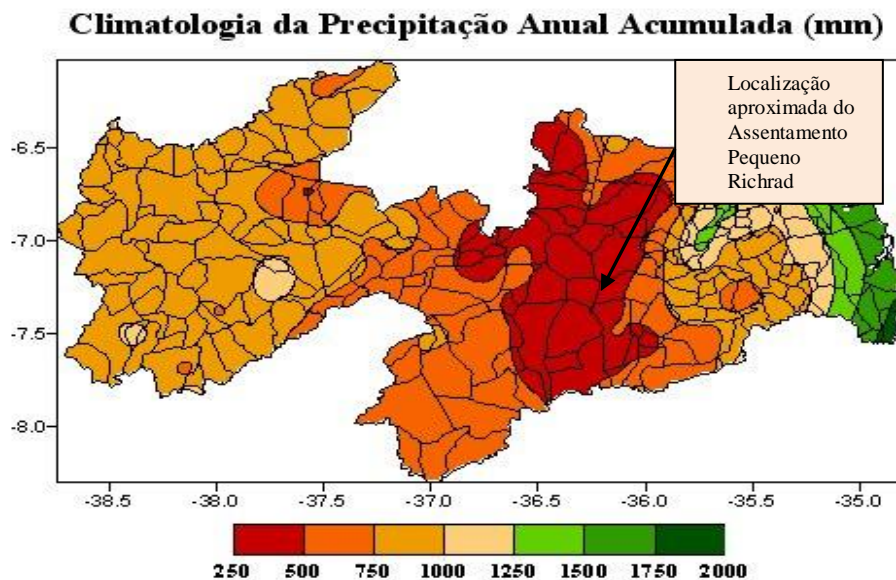 Climatologia da Precipitação Anual Acumulada (mm)
Localização
aproximada do
Assentamento
Pequeno
Richrad
-6.5
-7.0
-7.5
-8.0
-38.5 -38.0 -37.5 -37.0 -36.5 -36.0 -35.5 -35.0
250 500 750 1000 1250 1500 1750 2000